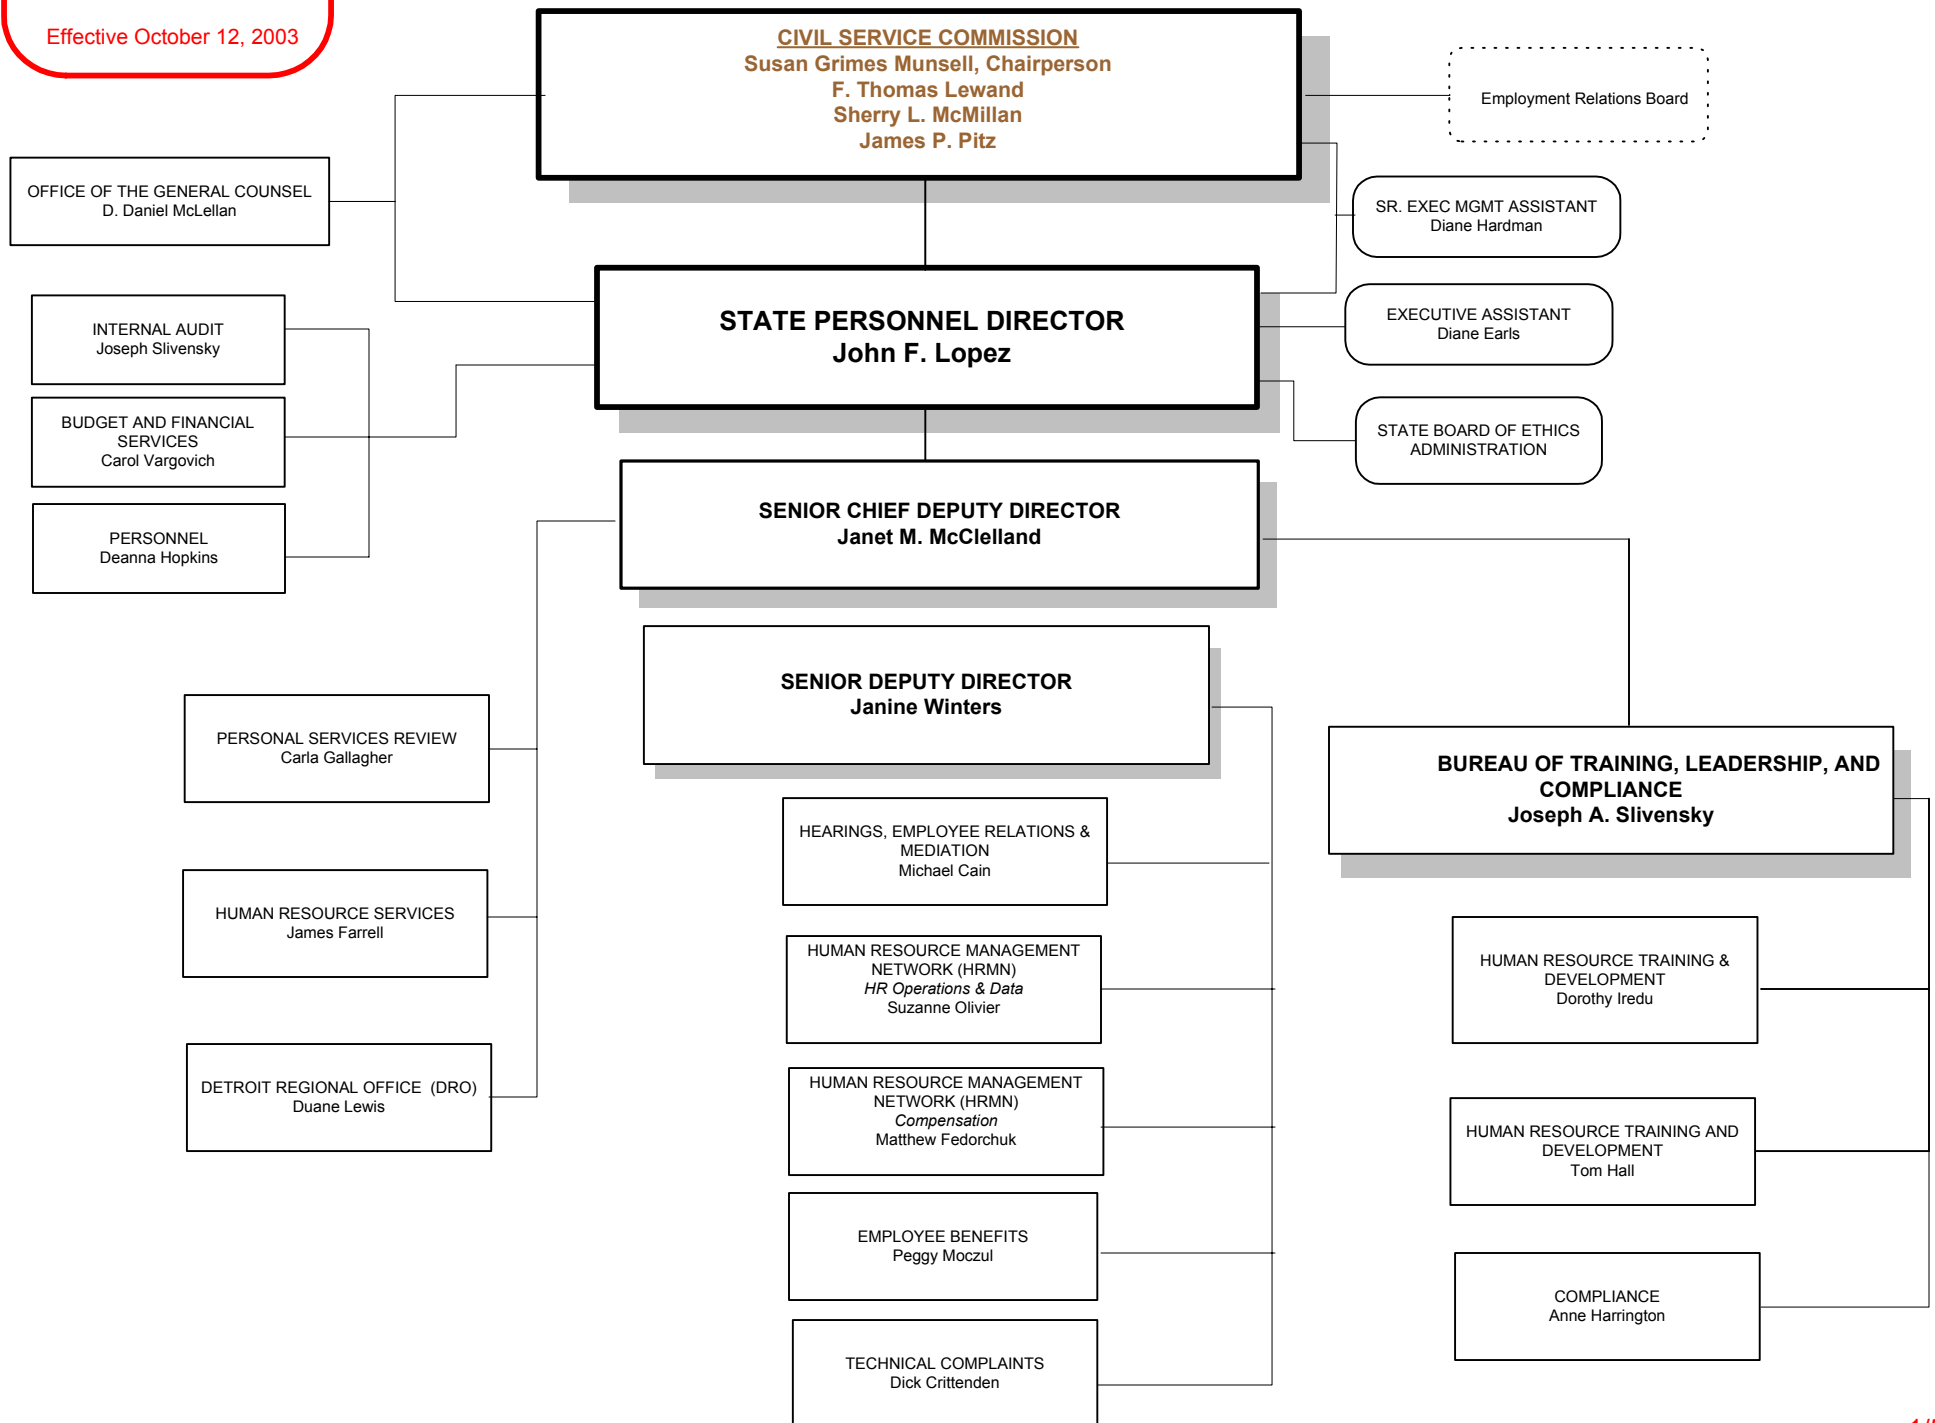 Effective October 12, 2003
CIVIL SERVICE COMMISSION
Susan Grimes Munsell, Chairperson
F. Thomas Lewand
Sherry L. McMillan
James P. Pitz
Employment Relations Board
OFFICE OF THE GENERAL COUNSEL
D. Daniel McLellan
SR. EXEC MGMT ASSISTANT
Diane Hardman
STATE PERSONNEL DIRECTOR
John F. Lopez
INTERNAL AUDIT
Joseph Slivensky
EXECUTIVE ASSISTANT
Diane Earls
BUDGET AND FINANCIAL
SERVICES
Carol Vargovich
STATE BOARD OF ETHICS
ADMINISTRATION
PERSONNEL
Deanna Hopkins
SENIOR CHIEF DEPUTY DIRECTOR
Janet M. McClelland
SENIOR DEPUTY DIRECTOR
Janine Winters
PERSONAL SERVICES REVIEW
Carla Gallagher
HUMAN RESOURCE SERVICES
James Farrell
DETROIT REGIONAL OFFICE (DRO)
Duane Lewis
HEARINGS, EMPLOYEE RELATIONS &
MEDIATION
Michael Cain
HUMAN RESOURCE MANAGEMENT
NETWORK (HRMN)
HR Operations & Data
Suzanne Olivier
HUMAN RESOURCE MANAGEMENT
NETWORK (HRMN)
Compensation
Matthew Fedorchuk
EMPLOYEE BENEFITS
Peggy Moczul
TECHNICAL COMPLAINTS
Dick Crittenden
BUREAU OF TRAINING, LEADERSHIP, AND
COMPLIANCE
Joseph A. Slivensky
HUMAN RESOURCE TRAINING &
DEVELOPMENT
Dorothy Iredu
HUMAN RESOURCE TRAINING AND
DEVELOPMENT
Tom Hall
COMPLIANCE
Anne Harrington